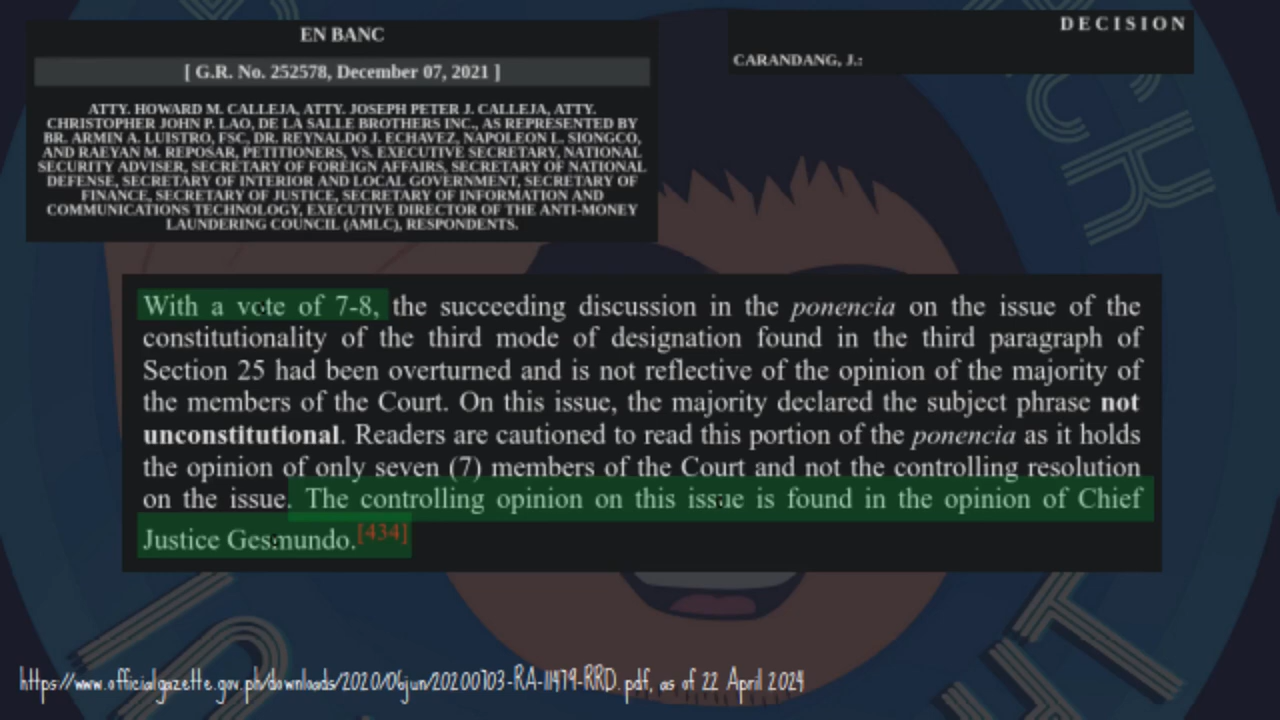 EN BANC
[ G.R. No. 252578, December 07, 2021 ]
ATTY. HOWARD M. CALLEJA, ATTY. JOSEPH PETER J. CALLEJA, ATTY.
CHRISTOPHER JOHN P. LAO, DE LA SALLE BROTHERS INC., AS REPRESENTED BY
BR. ARMIN A. LUISTRO, FSC, DR. REYNALDO J. ECHAVEZ, NAPOLEON L. SIONGCO,
AND RAEYAN M. REPOSAR, PETITIONERS, VS. EXECUTIVE SECRETARY, NATIONAL
SECURITY ADVISER, SECRETARY OF FOREIGN AFFAIRS, SECRETARY OF NATIONAL
DEFENSE, SECRETARY OF INTERIOR AND LOCAL GOVERNMENT, SECRETARY OF
FINANCE, SECRETARY OF JUSTICE, SECRETARY OF INFORMATION AND
COMMUNICATIONS TECHNOLOGY, EXECUTIVE DIRECTOR OF THE ANTI-MONEY
LAUNDERING COUNCIL (AMLC), RESPONDENTS.
DECISION
CARANDANG, J.:
With a vote of 7-8, the succeeding discussion in the ponencia on the issue of the
constitutionality of the third mode of designation found in the third paragraph of
Section 25 had been overturned and is not reflective of the opinion of the majority of
the members of the Court. On this issue, the majority declared the subject phrase not
unconstitutional. Readers are cautioned to read this portion of the ponencia as it holds
the opinion of only seven (7) members of the Court and not the controlling resolution
on the issue. The controlling opinion on this issue is found in the opinion of Chief
Justice Gesmundo.[434]
https://www.officialgazette.gov.ph/downloads/2020/06jun/20200703-RA-11479-RRD.pdf, as of 22 April 2024